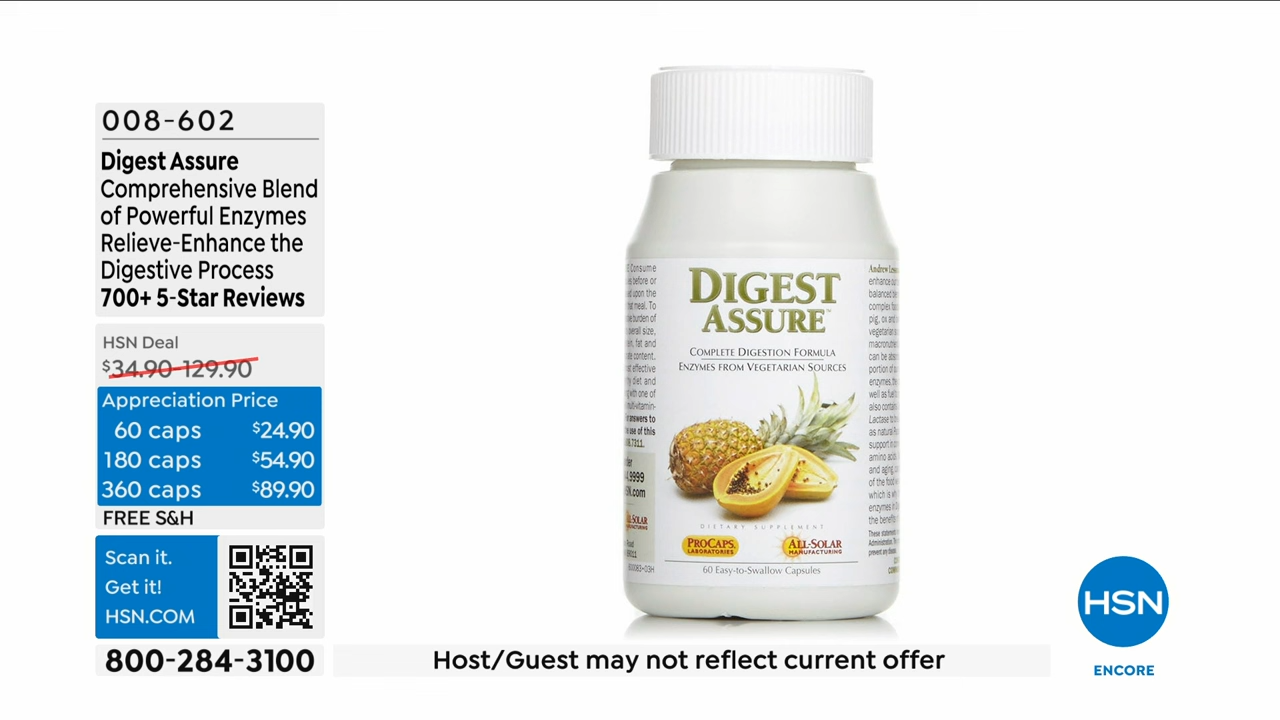 008-602
Digest Assure
Comprehensive Blend
of Powerful Enzymes
Relieve-Enhance the
Digestive Process
700+ 5-Star Reviews
HSN Deal
$34.90-129.90
Appreciation Price
60 caps $24.90
180 caps $54.90
360 caps $89.90
FREE S&H
Scan it.
Get it!
HSN.COM
800-284-3100
DIGEST
ASSURE™
COMPLETE DIGESTION FORMULA
ENZYMES FROM VEGETARIAN SOURCES
DIETARY SUPPLEMENT
PROCAPS
LABORATORIES
ALL-SOLAR
MANUFACTURING
60 Easy-to-Swallow Capsules
Host/Guest may not reflect current offer
HSN
ENCORE